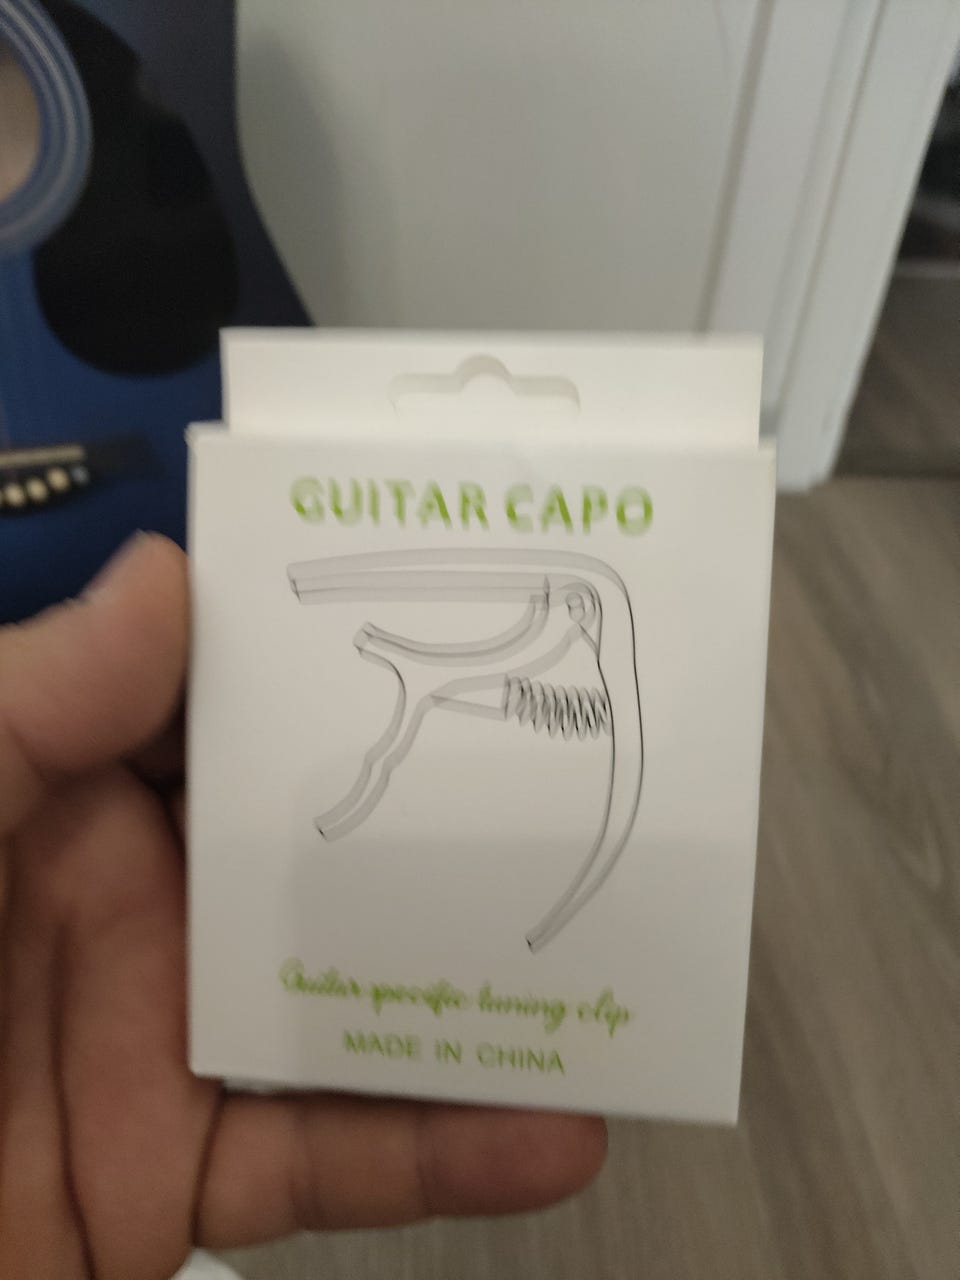 GUITAR CAPO
Guitar specific tuning clip
MADE IN CHINA